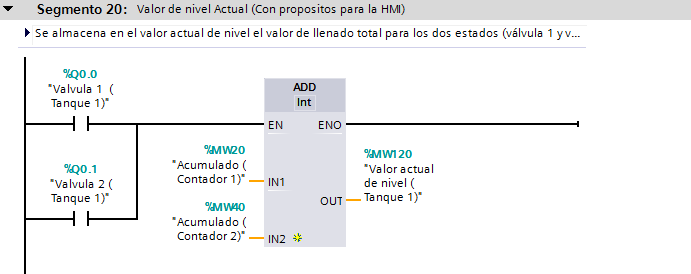 Segmento 20: Valor de nivel Actual (Con propositos para la HMI)
Se almacena en el valor actual de nivel el valor de llenado total para los dos estados (válvula 1 y v...
%Q0.0
"Valvula 1 (
Tanque 1)"
ADD
Int
EN
ENO
%Q0.1
"Valvula 2 (
Tanque 1)"
%MW20
"Acumulado (
Contador 1)"
IN1
%MW120
"Valor actual
de nivel (
Tanque 1)"
OUT
%MW40
"Acumulado (
Contador 2)"
IN2